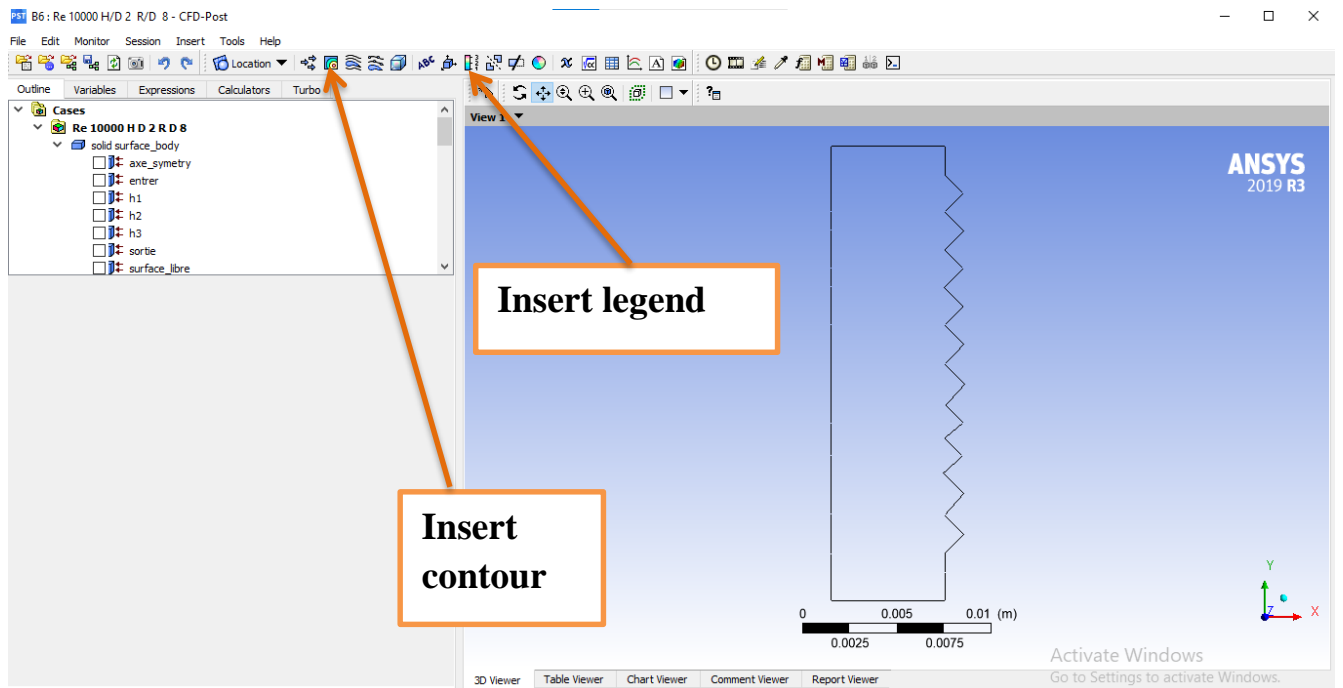 PST B6 : Re 10000 H/D 2 R/D 8 - CFD-Post
File Edit Monitor Session Insert Tools Help
Location
ABC
Outline Variables Expressions Calculators Turbo
Cases
Re 10000 H D 2 R D 8
solid surface_body
axe_symetry
entrer
h1
h2
h3
sortie
surface_libre
View 1
ANSYS
2019 R3
Insert legend
Insert
contour
Y
Z X
0 0.005 0.01 (m)
0.0025 0.0075
Activate Windows
Go to Settings to activate Windows.
3D Viewer Table Viewer Chart Viewer Comment Viewer Report Viewer